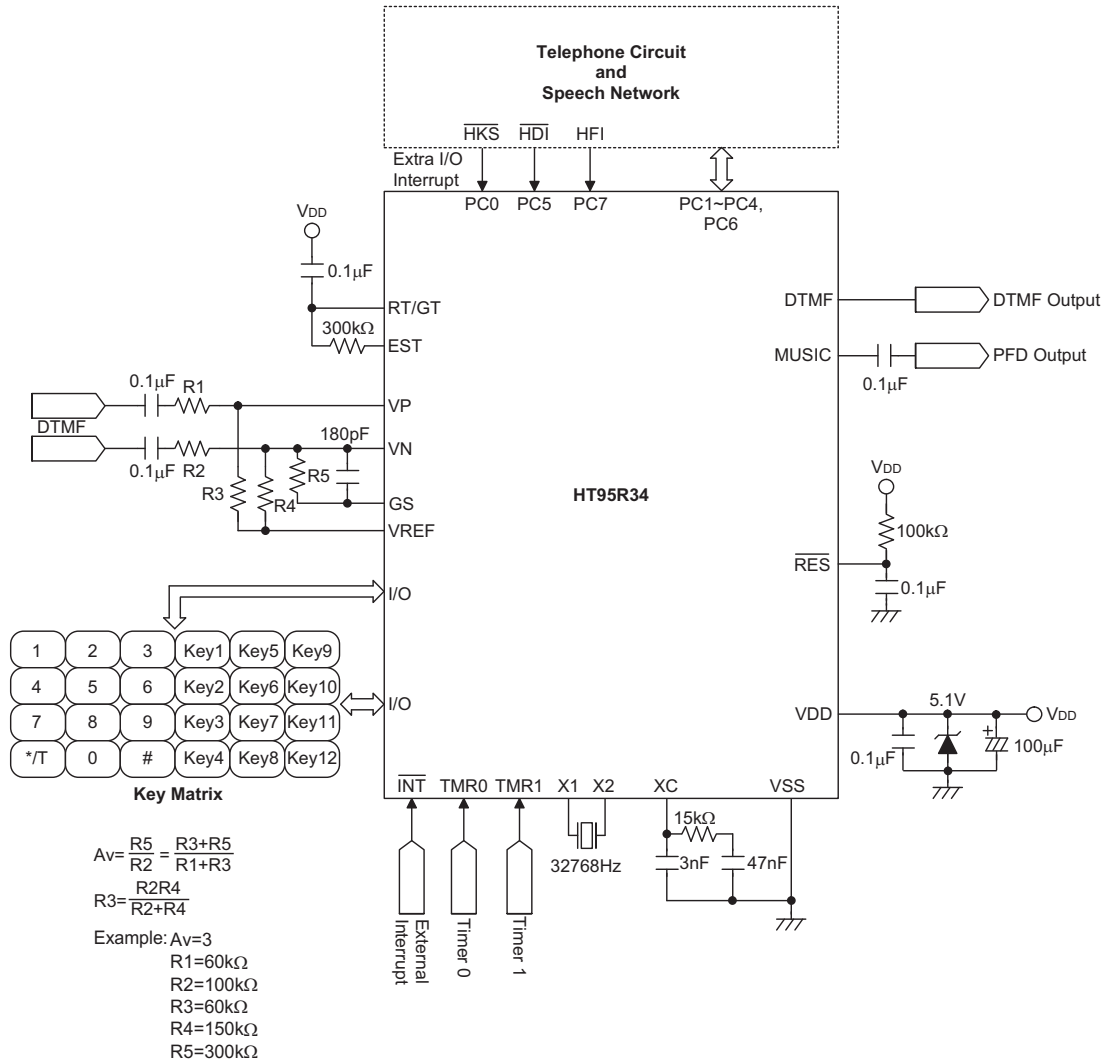 Telephone Circuit
and
Speech Network
HKS HDI HFI
Extra I/O
Interrupt
PC0 PC5 PC7 PC1~PC4,
PC6
VDD
0.1μF
RT/GT
300kΩ
EST
DTMF
DTMF Output
MUSIC
PFD Output
0.1μF
0.1μF R1
VP
DTMF
180pF
VN
0.1μF R2
R5
R3
R4
GS
VREF
HT95R34
VDD
100kΩ
RES
0.1μF
I/O
1 2 3 Key1 Key5 Key9
4 5 6 Key2 Key6 Key10
7 8 9 Key3 Key7 Key11
*/T 0 # Key4 Key8 Key12
Key Matrix
I/O
VDD
5.1V
VDD
0.1μF
100μF
+
INT TMR0 TMR1 X1 X2 XC VSS
15kΩ
32768Hz
3nF
47nF
External
Interrupt
Timer 0
Timer 1
Av=R5/R2=R3+R5/R1+R3
R3=R2R4/R2+R4
Example: Av=3
R1=60kΩ
R2=100kΩ
R3=60kΩ
R4=150kΩ
R5=300kΩ